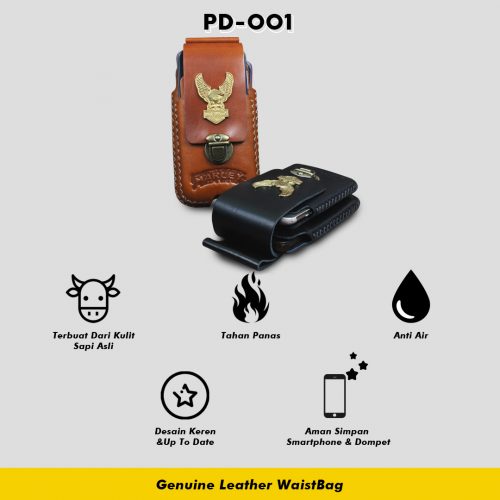 PD-001
HARLEY
Terbuat Dari Kulit
Sapi Asli
Tahan Panas
Anti Air
Desain Keren
&Up To Date
Aman Simpan
Smartphone & Dompet
Genuine Leather WaistBag